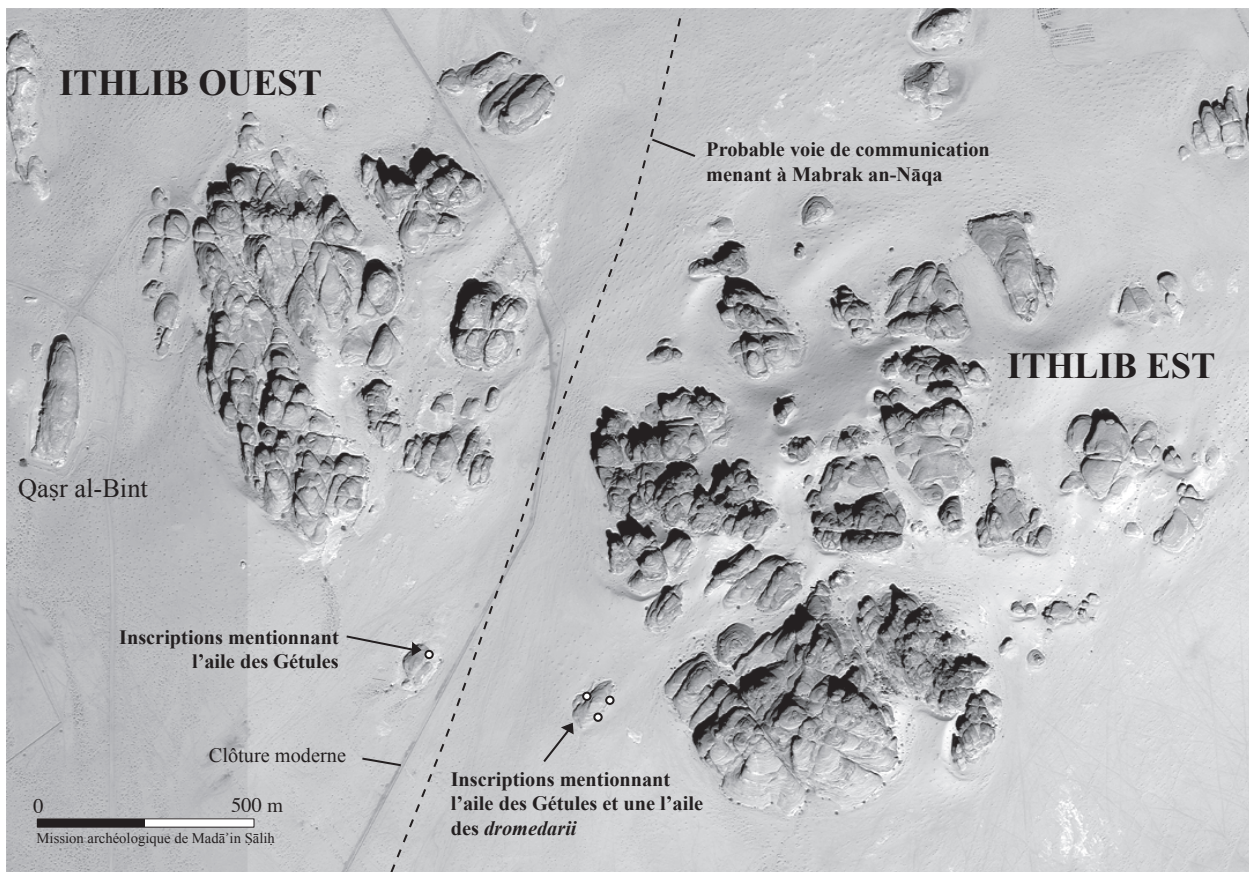 ITHLIB OUEST
Probable voie de communication
menant à Mabrak an-Nāqa
ITHLIB EST
Qaṣr al-Bint
Inscriptions mentionnant
l’aile des Gétules
Clôture moderne
Inscriptions mentionnant
l’aile des Gétules et une l’aile
des dromedarii
0 500 m
Mission archéologique de Madā’in Ṣāliḥ